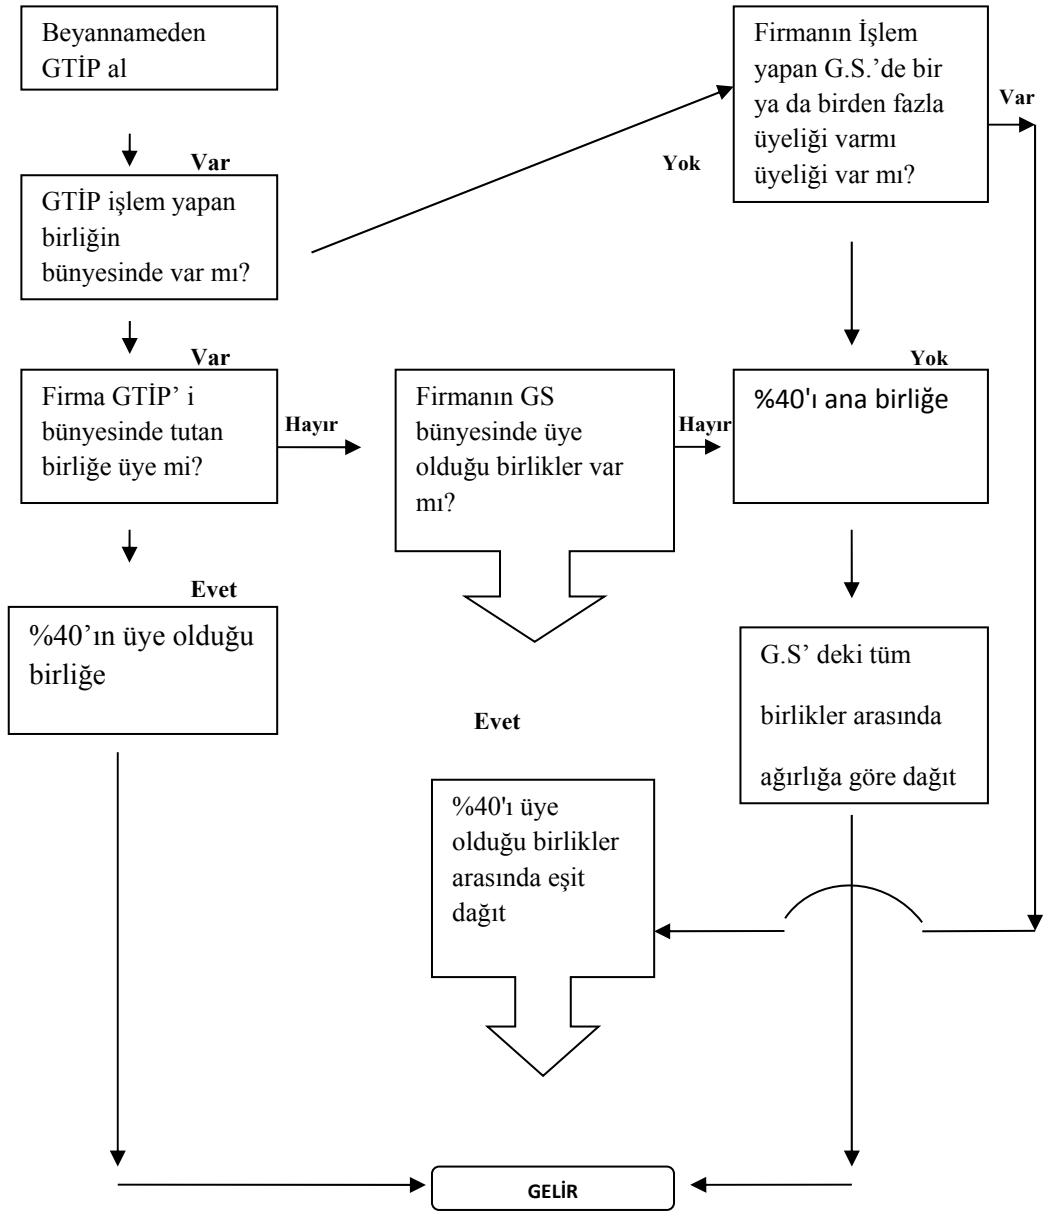 Beyannameden
GTİP al
Firmanın İşlem
yapan G.S.’de bir
ya da birden fazla
üyeliği varmı
üyeliği var mı?
Var
Yok
Var
GTİP işlem yapan
birliğin
bünyesinde var mı?
Var
Firma GTİP’ i
bünyesinde tutan
birliğe üye mi?
Hayır
Firmanın GS
bünyesinde üye
olduğu birlikler var
mı?
Hayır
Yok
%40'ı ana birliğe
Evet
%40’ın üye olduğu
birliğe
G.S’ deki tüm
birlikler arasında
ağırlığa göre dağıt
Evet
%40'ı üye
olduğu birlikler
arasında eşit
dağıt
GELİR